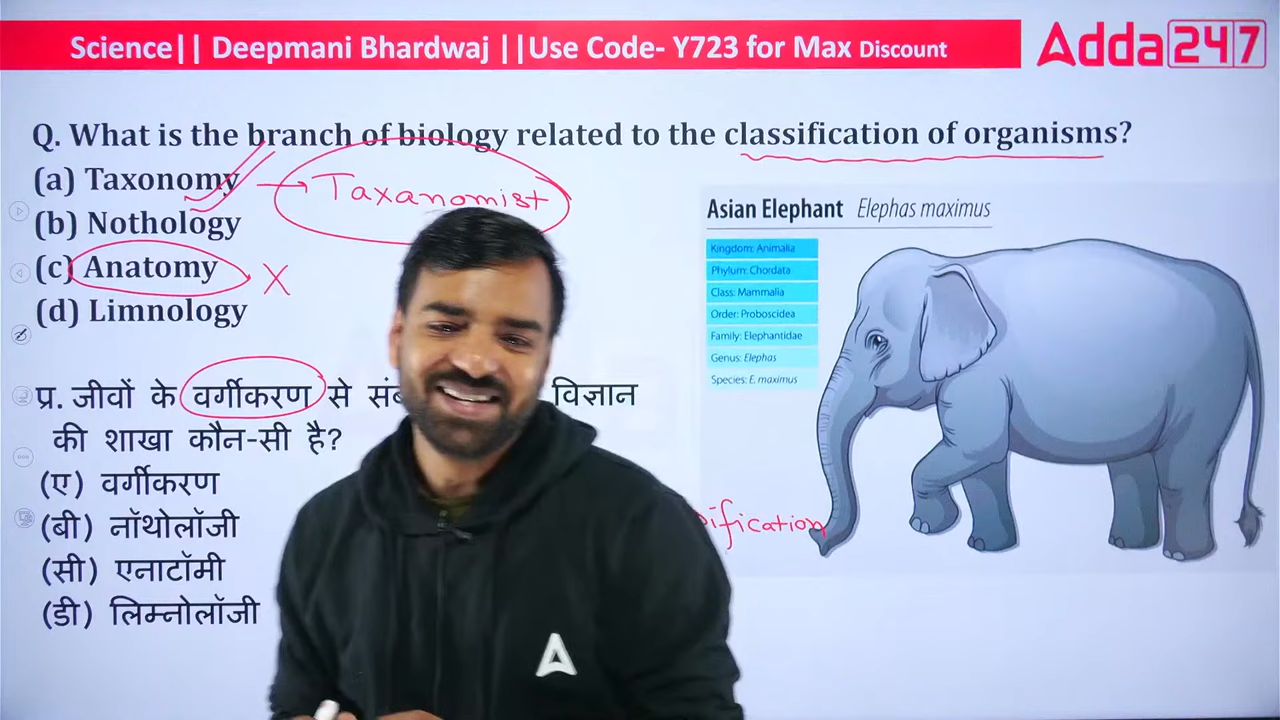 Science|| Deepmani Bhardwaj ||Use Code- Y723 for Max Discount
Adda247
Q. What is the branch of biology related to the classification of organisms?
(a) Taxonomy → Taxanomist
(b) Nothology
(c) Anatomy X
(d) Limnology
Asian Elephant Elephas maximus
Kingdom: Animalia
Phylum: Chordata
Class: Mammalia
Order: Proboscidea
Family: Elephantidae
Genus: Elephas
Species: E. maximus
प्र. जीवों के वर्गीकरण से विज्ञान
की शाखा कौन-सी है?
(ए) वर्गीकरण
(बी) नॉथोलॉजी
(सी) एनाटॉमी
(डी) लिम्नोलॉजी